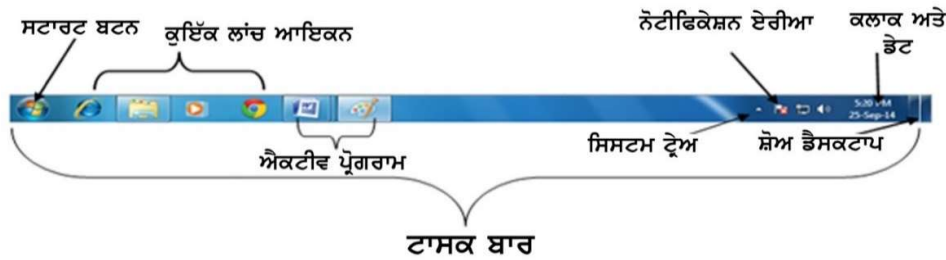 ਸਟਾਰਟ ਬਟਨ
ਕੁਇੱਕ ਲਾਂਚ ਆਇਕਨ
ਨੋਟੀਫਿਕੇਸ਼ਨ ਏਰੀਆ
ਕਲਾਕ ਅਤੇ
ਡੇਟ
5:20 PM
25-Sep-14
ਐਕਟੀਵ ਪ੍ਰੋਗਰਾਮ
ਸਿਸਟਮ ਟ੍ਰੇਅ
ਸ਼ੋਅ ਡੈਸਕਟਾਪ
ਟਾਸਕ ਬਾਰ